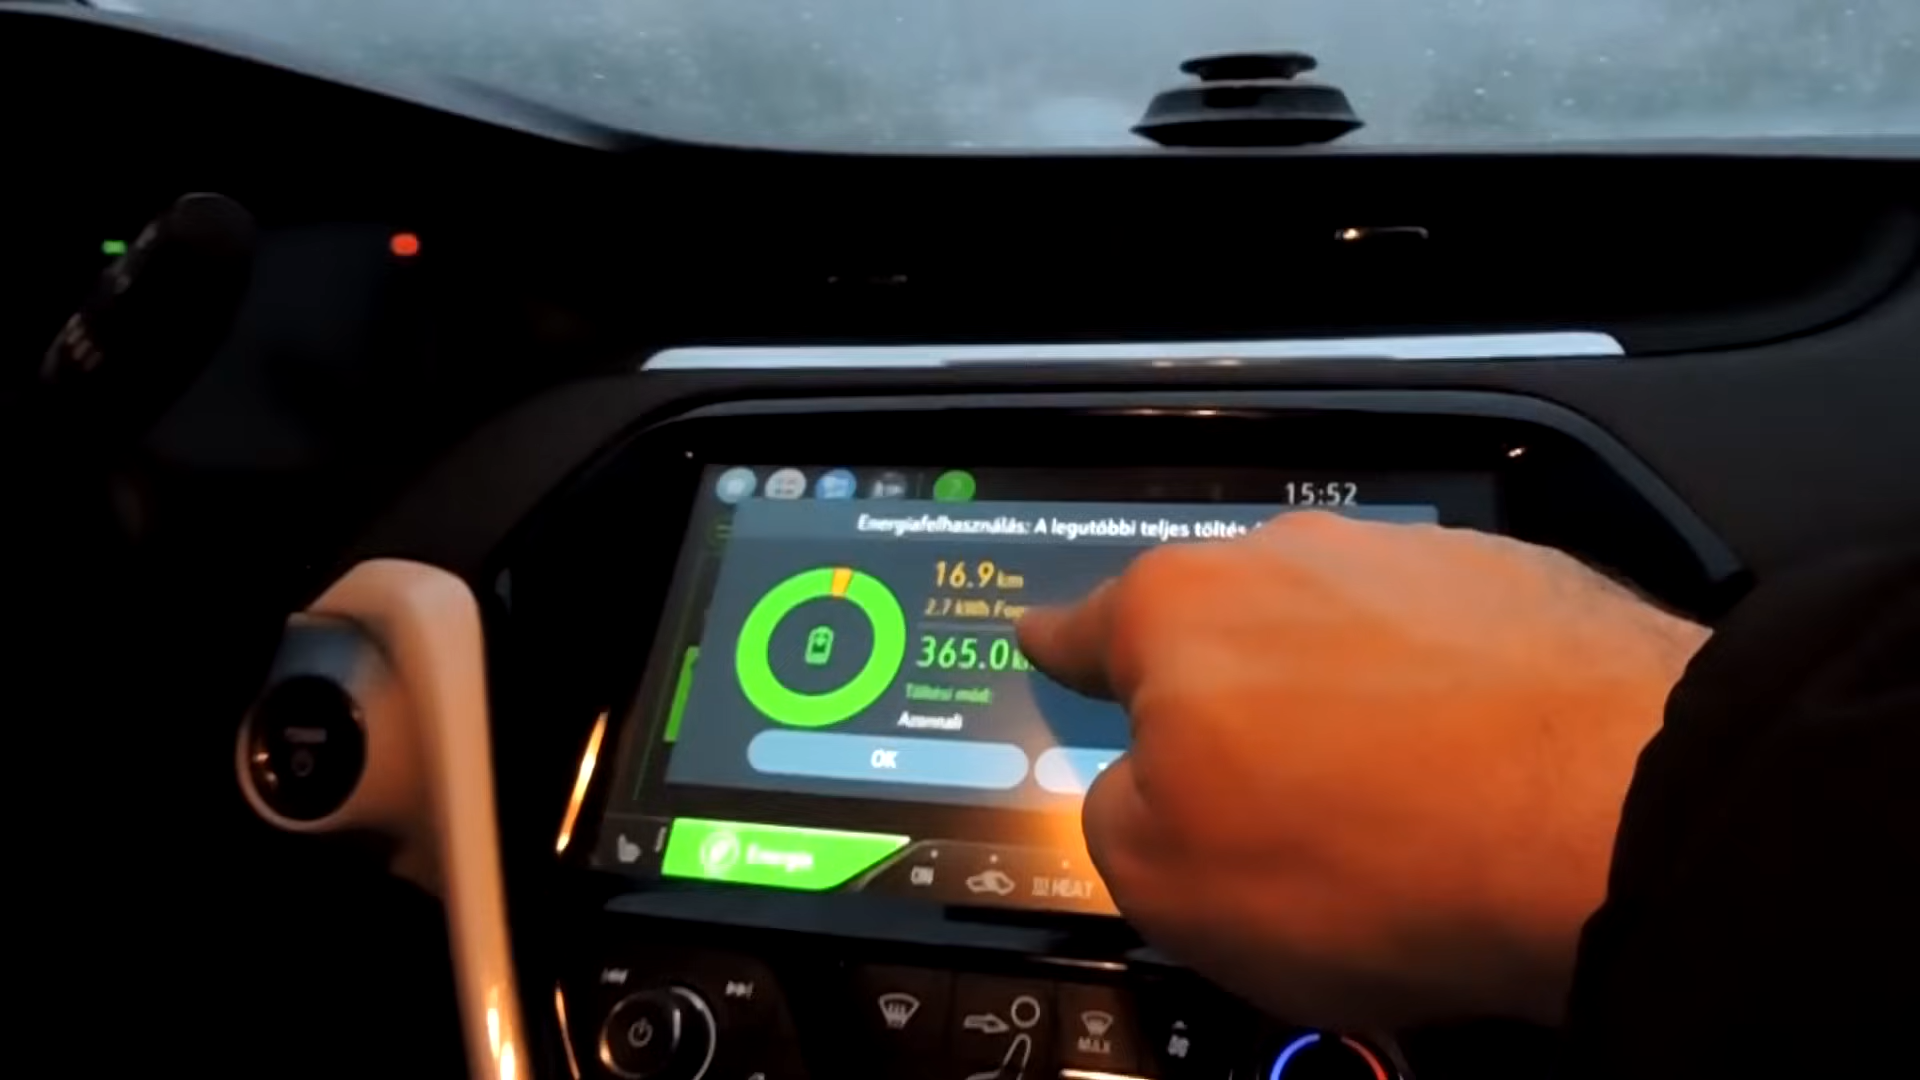 15:52
Energiafelhasználás: A legutóbbi teljes töltés
16.9 km
2.7 kWh
365.0
Töltési mód:
Azonnali
OK
Energia
ON
HEAT
MAX